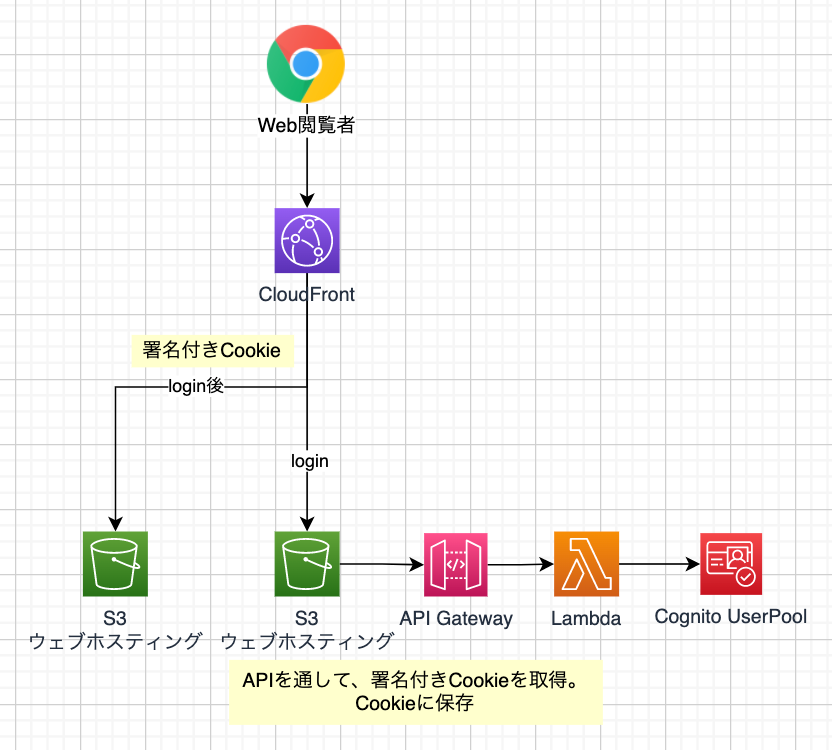 Web閲覧者
CloudFront
署名付きCookie
login後
login
S3
ウェブホスティング
S3
ウェブホスティング
API Gateway
Lambda
Cognito UserPool
APIを通して、署名付きCookieを取得。
Cookieに保存